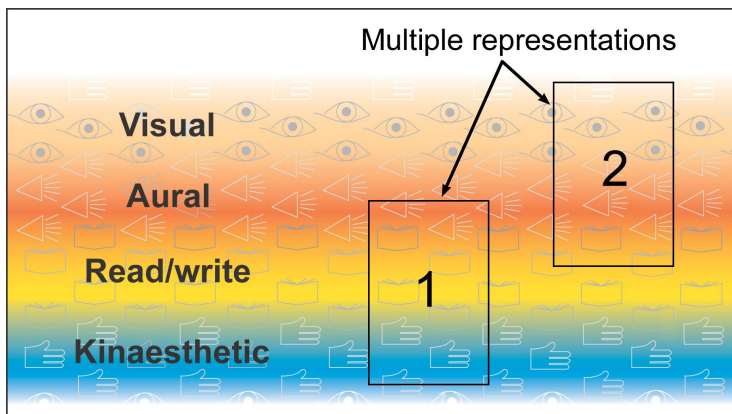 Multiple representations
Visual
2
Aural
Read/write
1
Kinaesthetic